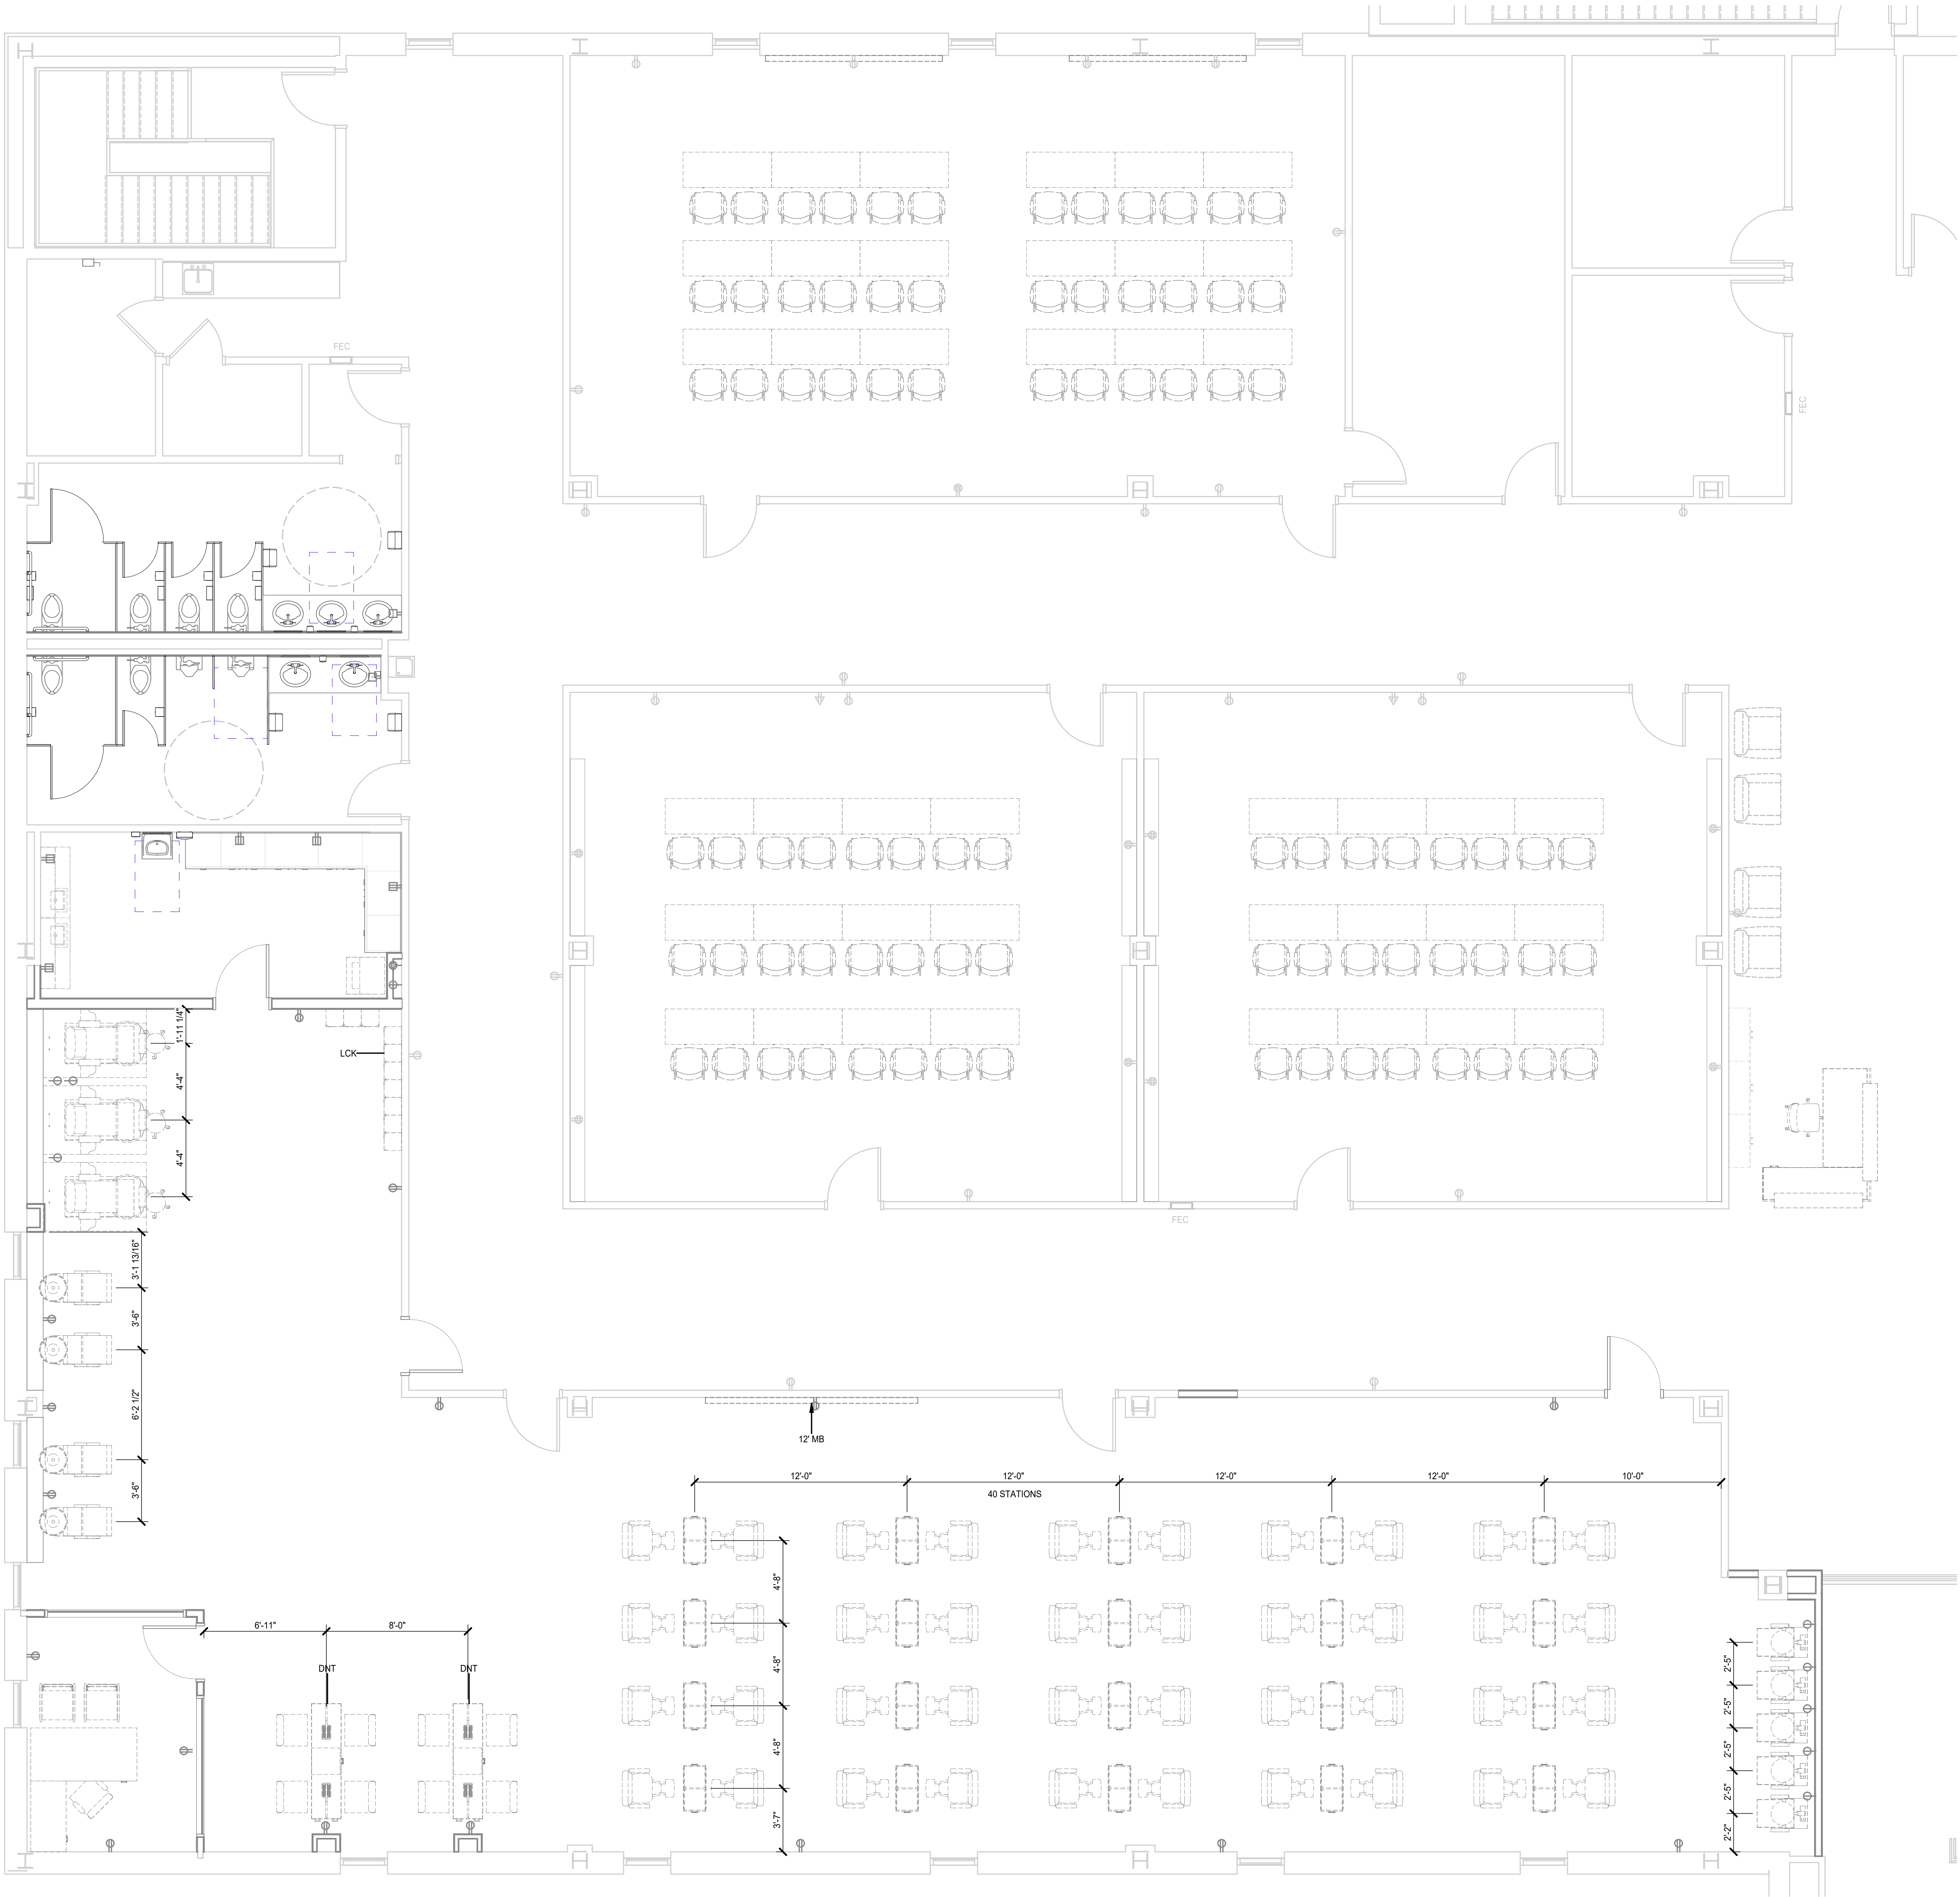 FEC
FEC
1'-11 1/4"
LCK
4'-4"
4'-4"
FEC
3'-1 13/16"
3'-6"
6'-2 1/2"
3'-6"
12' MB
12'-0"
12'-0"
12'-0"
12'-0"
10'-0"
40 STATIONS
4'-8"
4'-8"
4'-8"
3'-7"
6'-11"
8'-0"
DNT
DNT
2'-5"
2'-5"
2'-5"
2'-5"
2'-2"